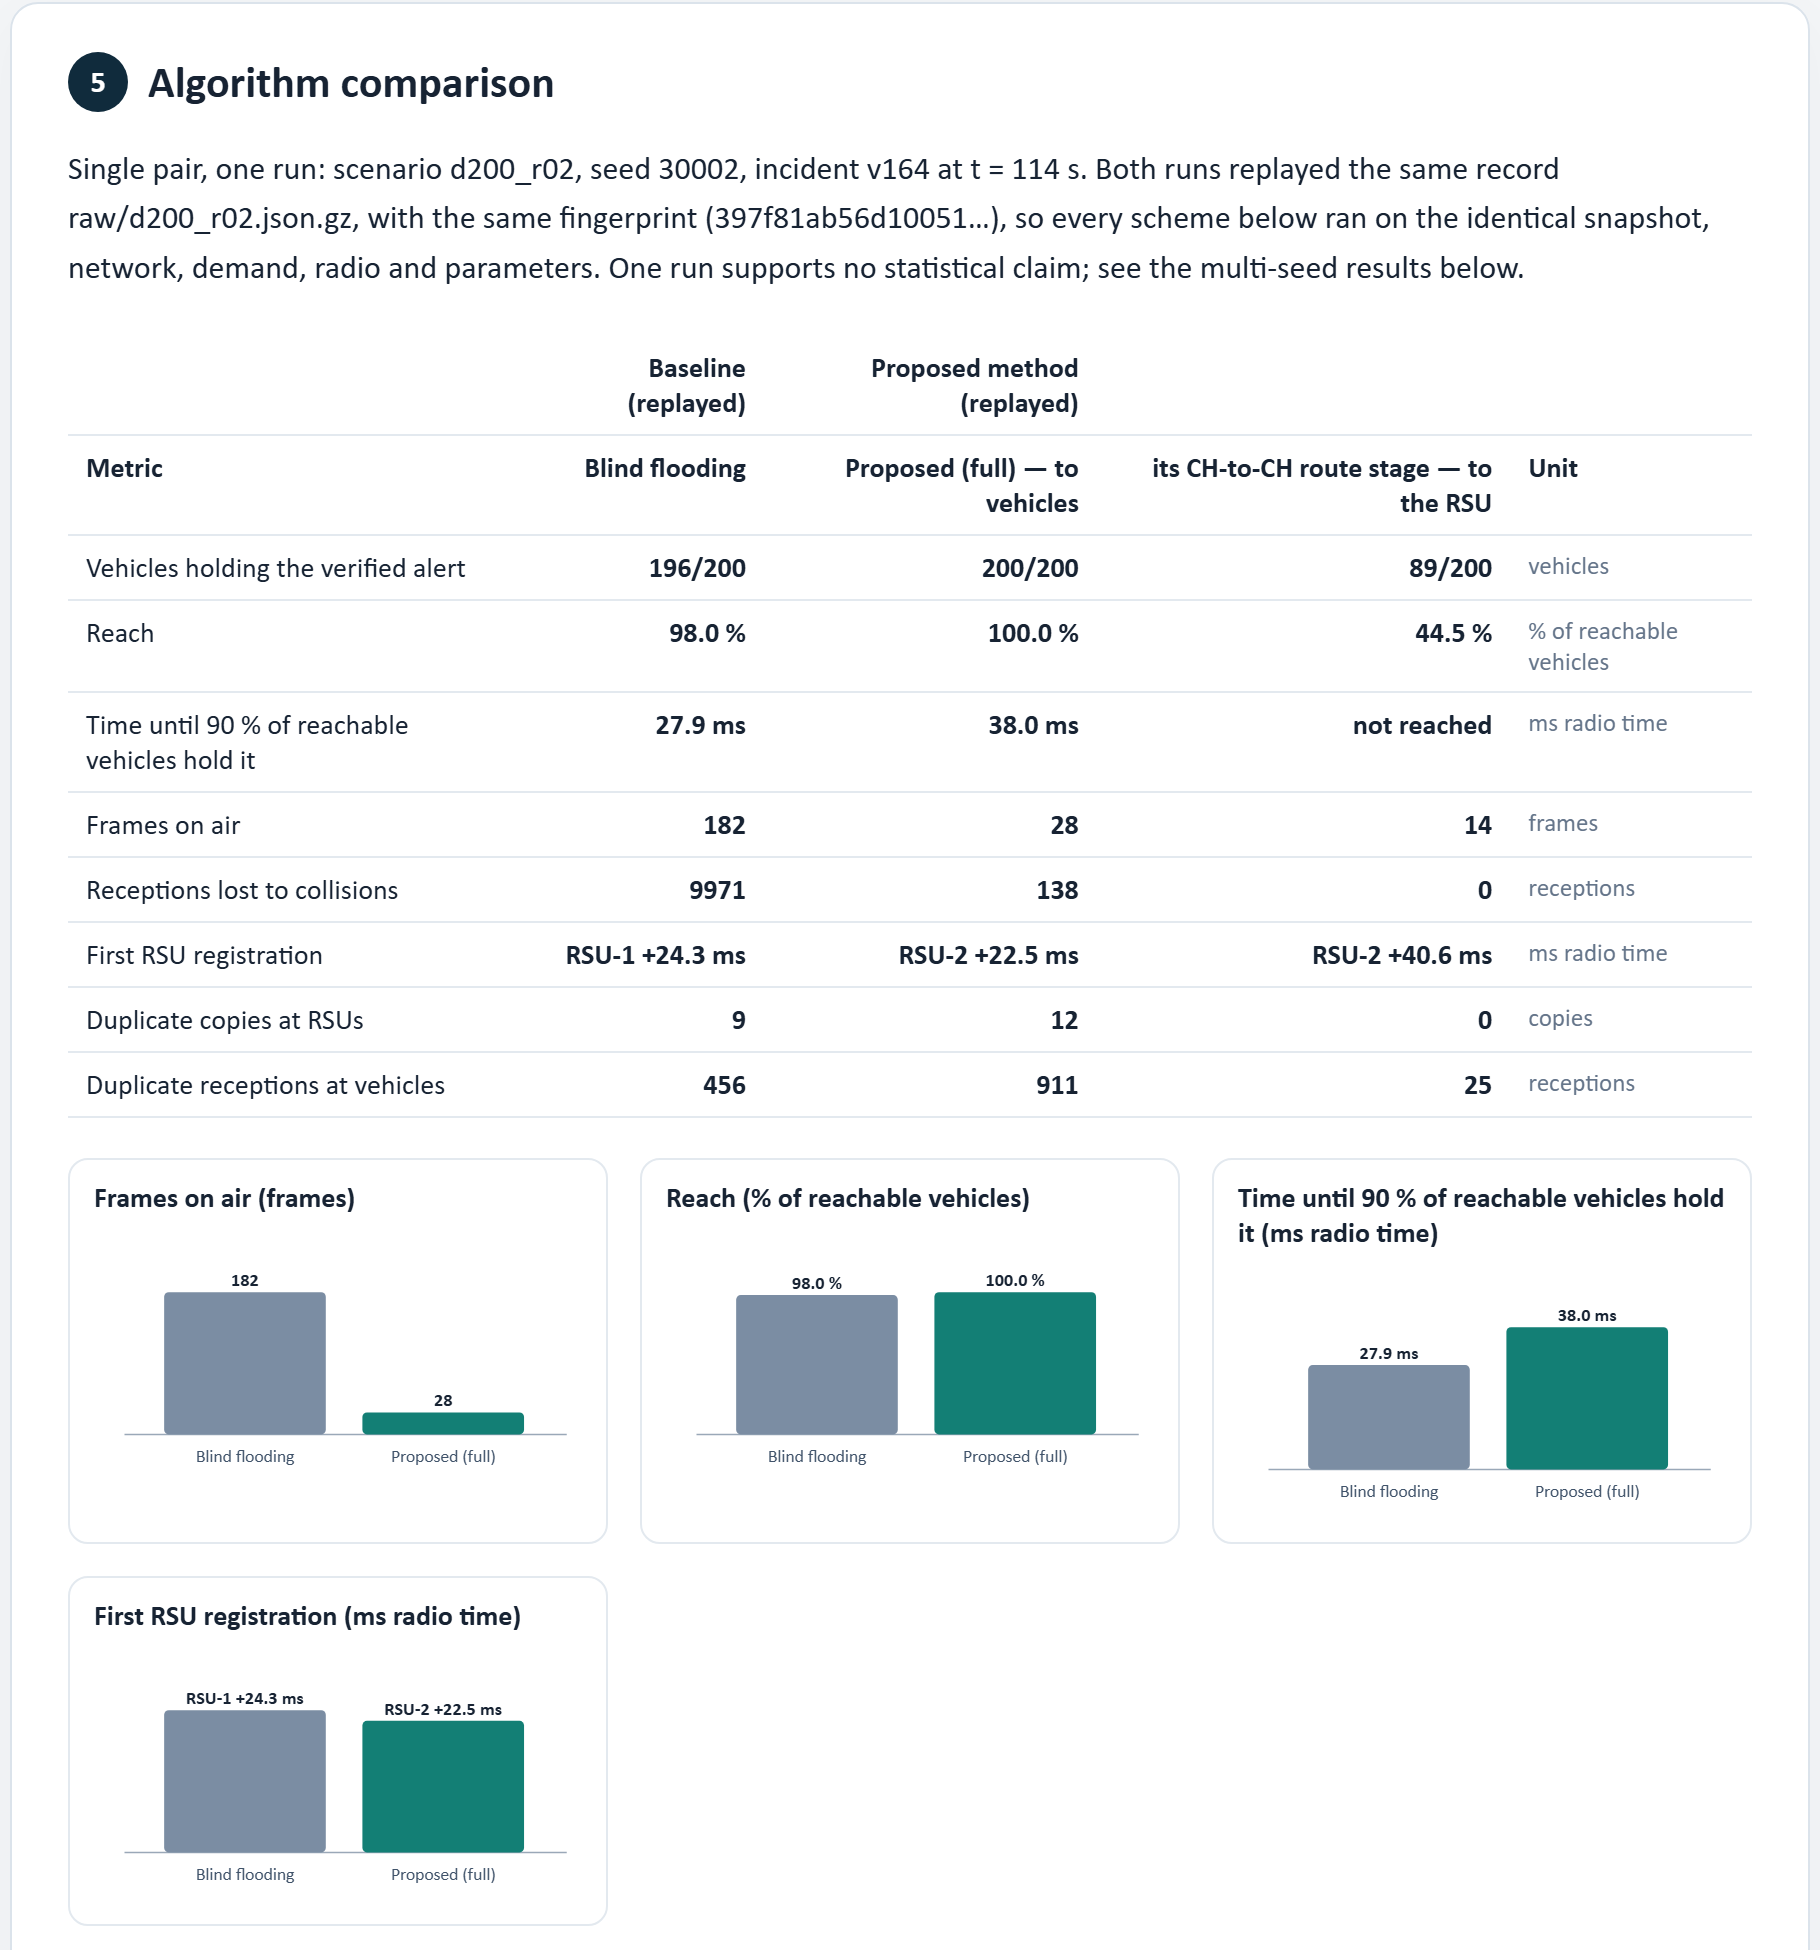 5 Algorithm comparison
Single pair, one run: scenario d200_r02, seed 30002, incident v164 at t = 114 s. Both runs replayed the same record
raw/d200_r02.json.gz, with the same fingerprint (397f81ab56d10051…), so every scheme below ran on the identical snapshot,
network, demand, radio and parameters. One run supports no statistical claim; see the multi-seed results below.
Baseline Proposed method
(replayed) (replayed)
Metric Blind flooding Proposed (full) — to its CH-to-CH route stage — to Unit
vehicles the RSU
Vehicles holding the verified alert 196/200 200/200 89/200 vehicles
Reach 98.0 % 100.0 % 44.5 % % of reachable
vehicles
Time until 90 % of reachable 27.9 ms 38.0 ms not reached ms radio time
vehicles hold it
Frames on air 182 28 14 frames
Receptions lost to collisions 9971 138 0 receptions
First RSU registration RSU-1 +24.3 ms RSU-2 +22.5 ms RSU-2 +40.6 ms ms radio time
Duplicate copies at RSUs 9 12 0 copies
Duplicate receptions at vehicles 456 911 25 receptions
Frames on air (frames)
182
28
Blind flooding Proposed (full)
Reach (% of reachable vehicles)
98.0 % 100.0 %
Blind flooding Proposed (full)
Time until 90 % of reachable vehicles hold
it (ms radio time)
38.0 ms
27.9 ms
Blind flooding Proposed (full)
First RSU registration (ms radio time)
RSU-1 +24.3 ms RSU-2 +22.5 ms
Blind flooding Proposed (full)